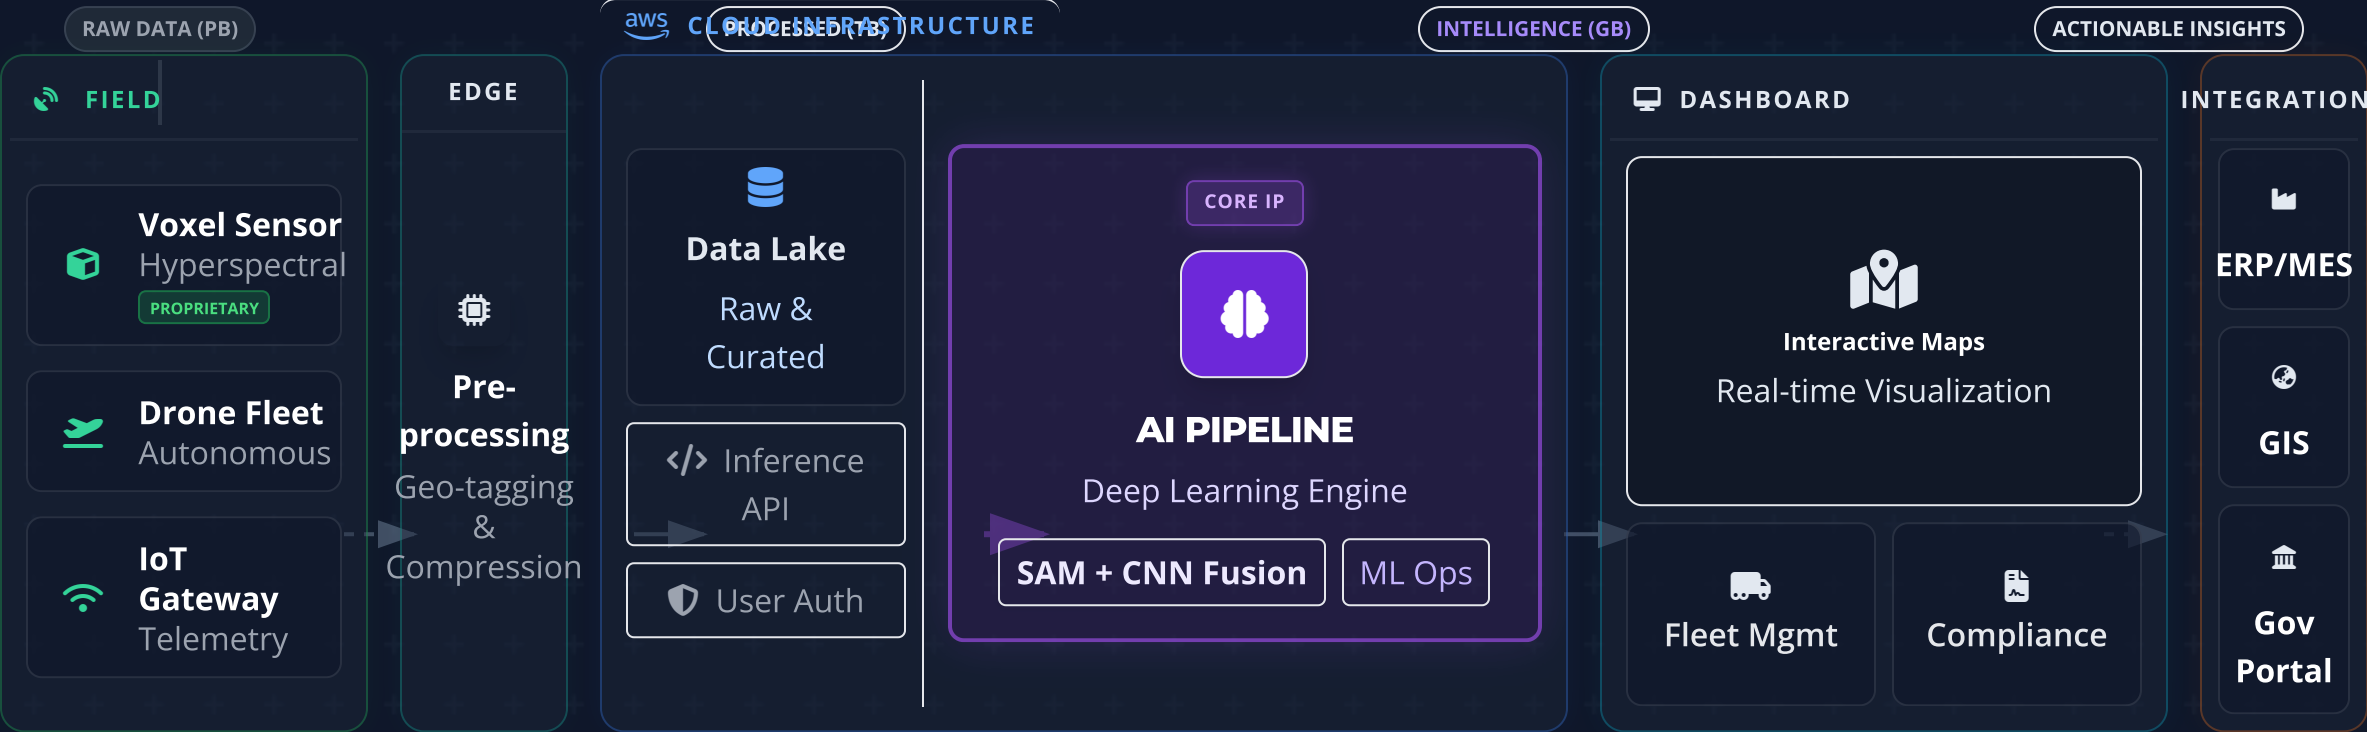 RAW DATA (PB)
aws
CLOUD INFRASTRUCTURE
PROCESSED (TB)
INTELLIGENCE (GB)
ACTIONABLE INSIGHTS
FIELD
Voxel Sensor
Hyperspectral
PROPRIETARY
Drone Fleet
Autonomous
IoT
Gateway
Telemetry
EDGE
Pre-
processing
Geo-tagging
&
Compression
Data Lake
Raw &
Curated
Inference
API
User Auth
CORE IP
AI PIPELINE
Deep Learning Engine
SAM + CNN Fusion
ML Ops
DASHBOARD
Interactive Maps
Real-time Visualization
Fleet Mgmt
Compliance
INTEGRATION
ERP/MES
GIS
Gov
Portal